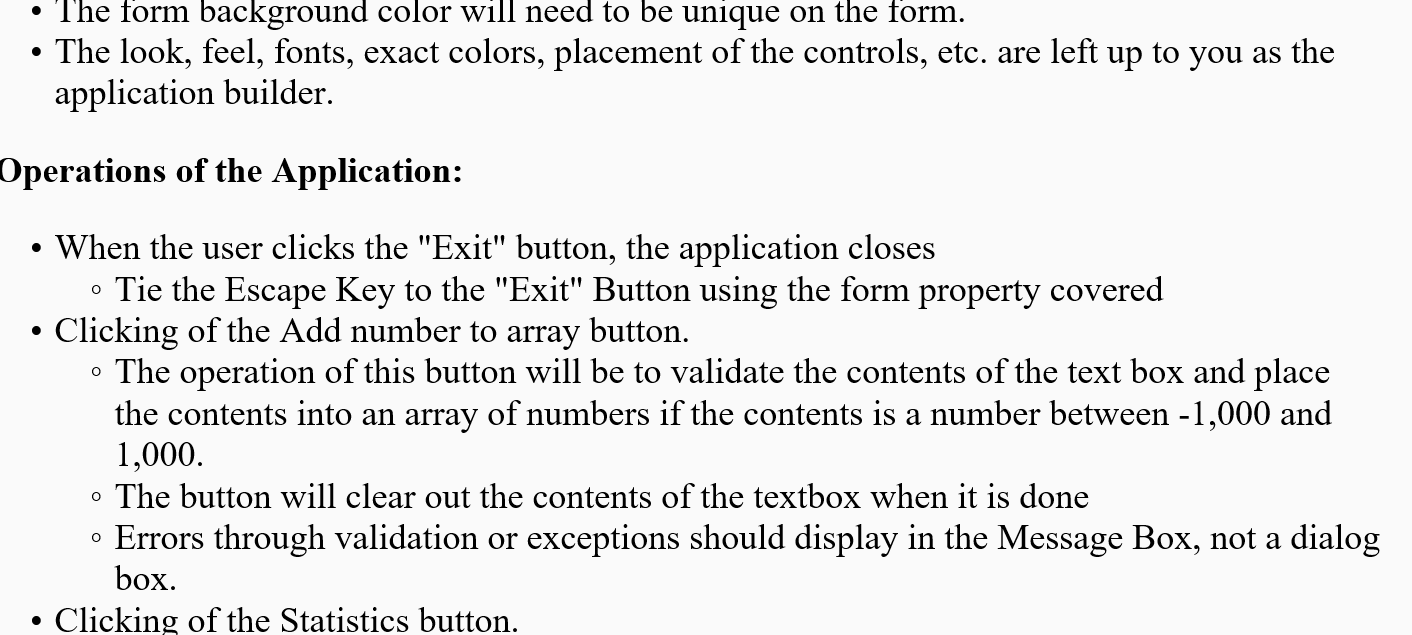 • The form background color will need to be unique on the form.
• The look, feel, fonts, exact colors, placement of the controls, etc. are left up to you as the
application builder.
Operations of the Application:
• When the user clicks the "Exit" button, the application closes
◦ Tie the Escape Key to the "Exit" Button using the form property covered
• Clicking of the Add number to array button.
◦ The operation of this button will be to validate the contents of the text box and place
the contents into an array of numbers if the contents is a number between -1,000 and
1,000.
◦ The button will clear out the contents of the textbox when it is done
◦ Errors through validation or exceptions should display in the Message Box, not a dialog
box.
• Clicking of the Statistics button.